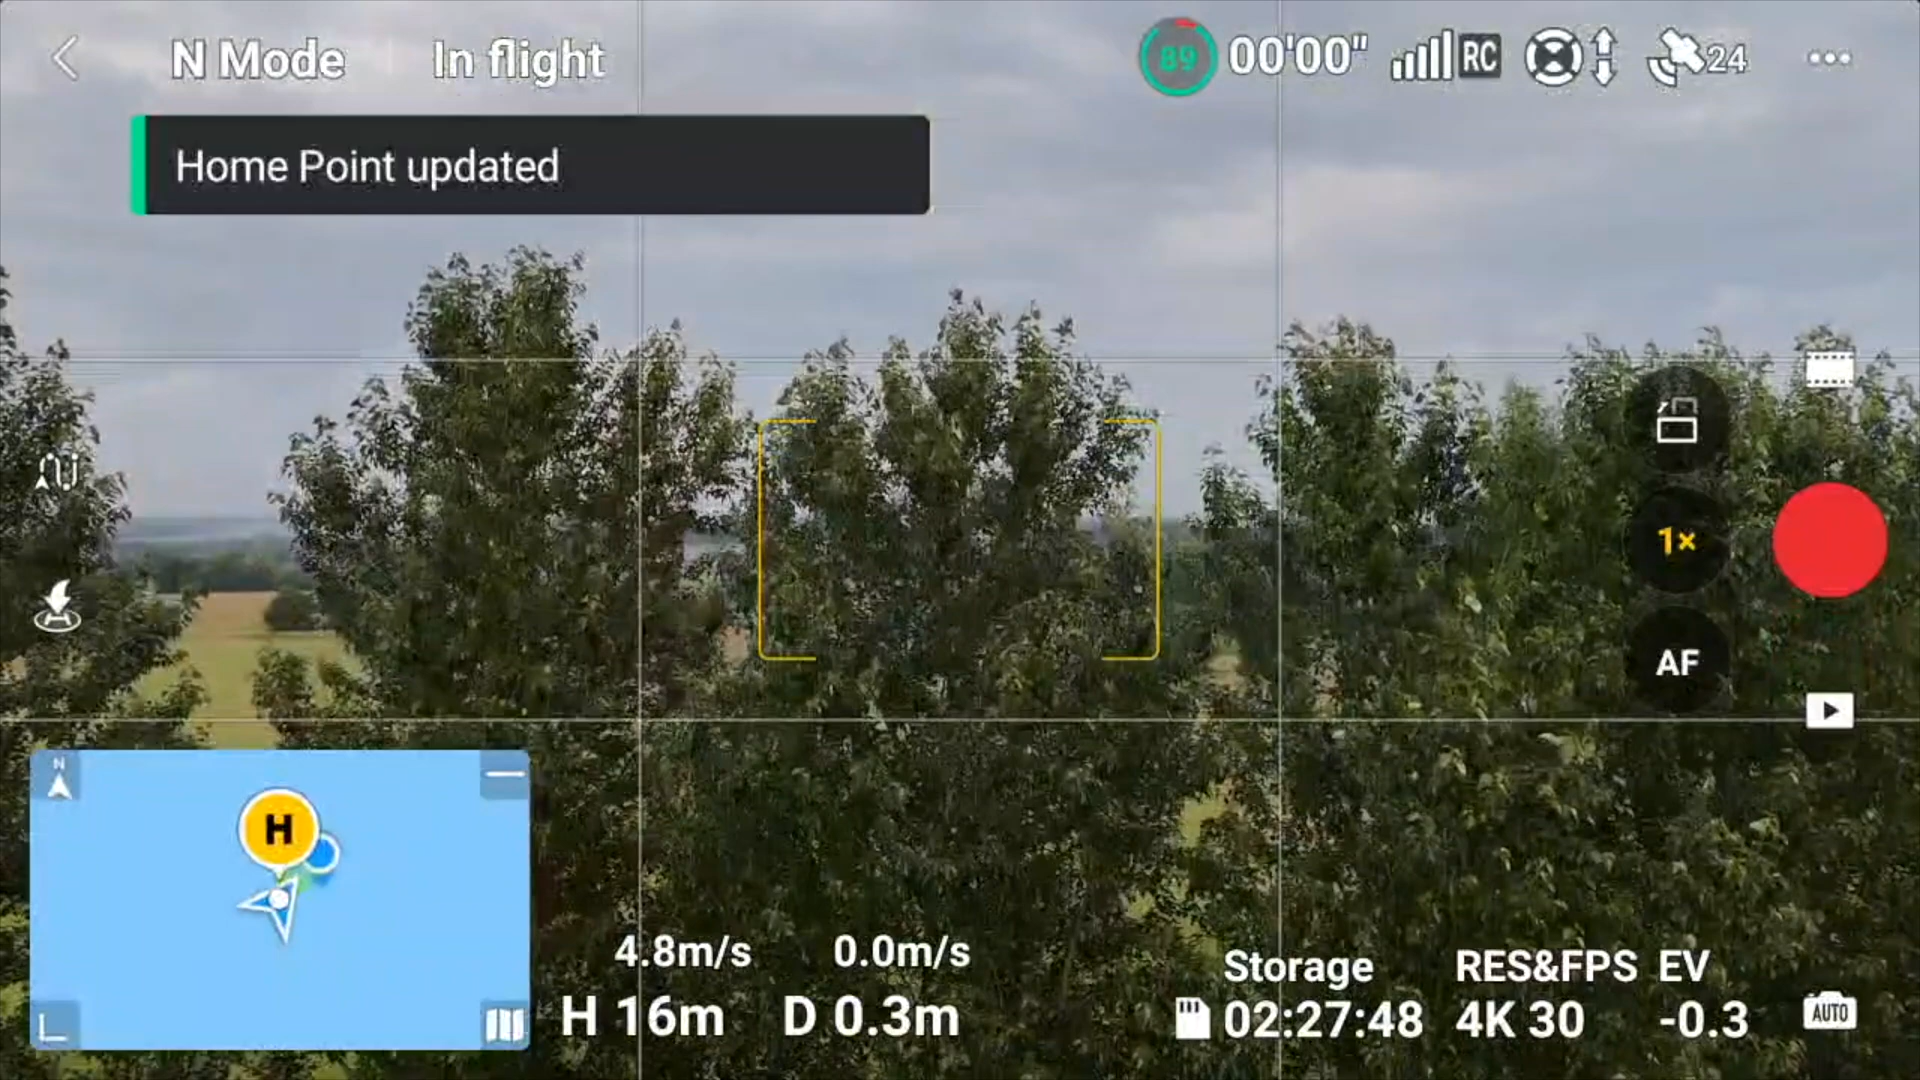 N Mode
In flight
89
00'00"
RC
24
Home Point updated
1×
AF
N
H
4.8m/s
0.0m/s
H 16m
D 0.3m
Storage
02:27:48
RES&FPS
4K 30
EV
-0.3
AUTO